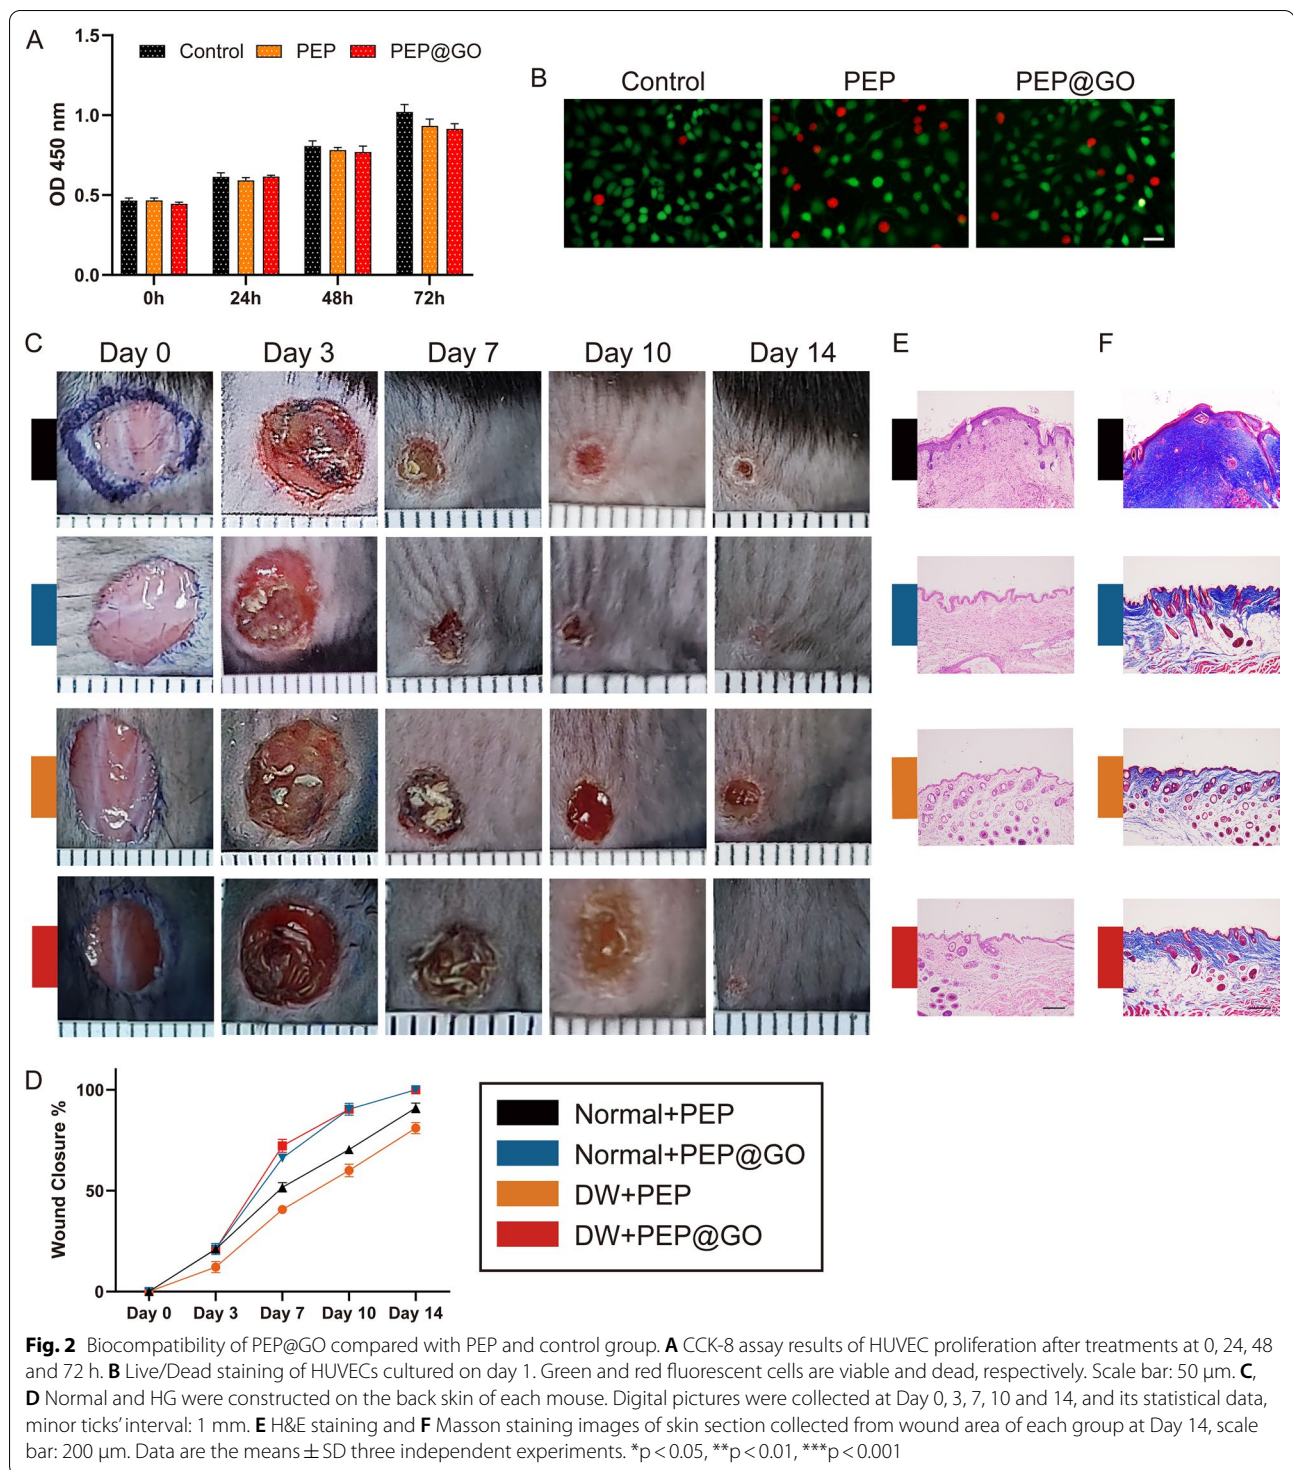 A
1.5
1.0
0.5
0.0
OD 450 nm
Control PEP PEP@GO
0h 24h 48h 72h
B
Control PEP PEP@GO
C
Day 0 Day 3 Day 7 Day 10 Day 14
E
F
D
100
50
0
Wound Closure %
Day 0 Day 3 Day 7 Day 10 Day 14
Normal+PEP
Normal+PEP@GO
DW+PEP
DW+PEP@GO
Fig. 2 Biocompatibility of PEP@GO compared with PEP and control group. A CCK-8 assay results of HUVEC proliferation after treatments at 0, 24, 48
and 72 h. B Live/Dead staining of HUVECs cultured on day 1. Green and red fluorescent cells are viable and dead, respectively. Scale bar: 50 μm. C,
D Normal and HG were constructed on the back skin of each mouse. Digital pictures were collected at Day 0, 3, 7, 10 and 14, and its statistical data,
minor ticks' interval: 1 mm. E H&E staining and F Masson staining images of skin section collected from wound area of each group at Day 14, scale
bar: 200 μm. Data are the means ± SD three independent experiments. *p < 0.05, **p < 0.01, ***p < 0.001